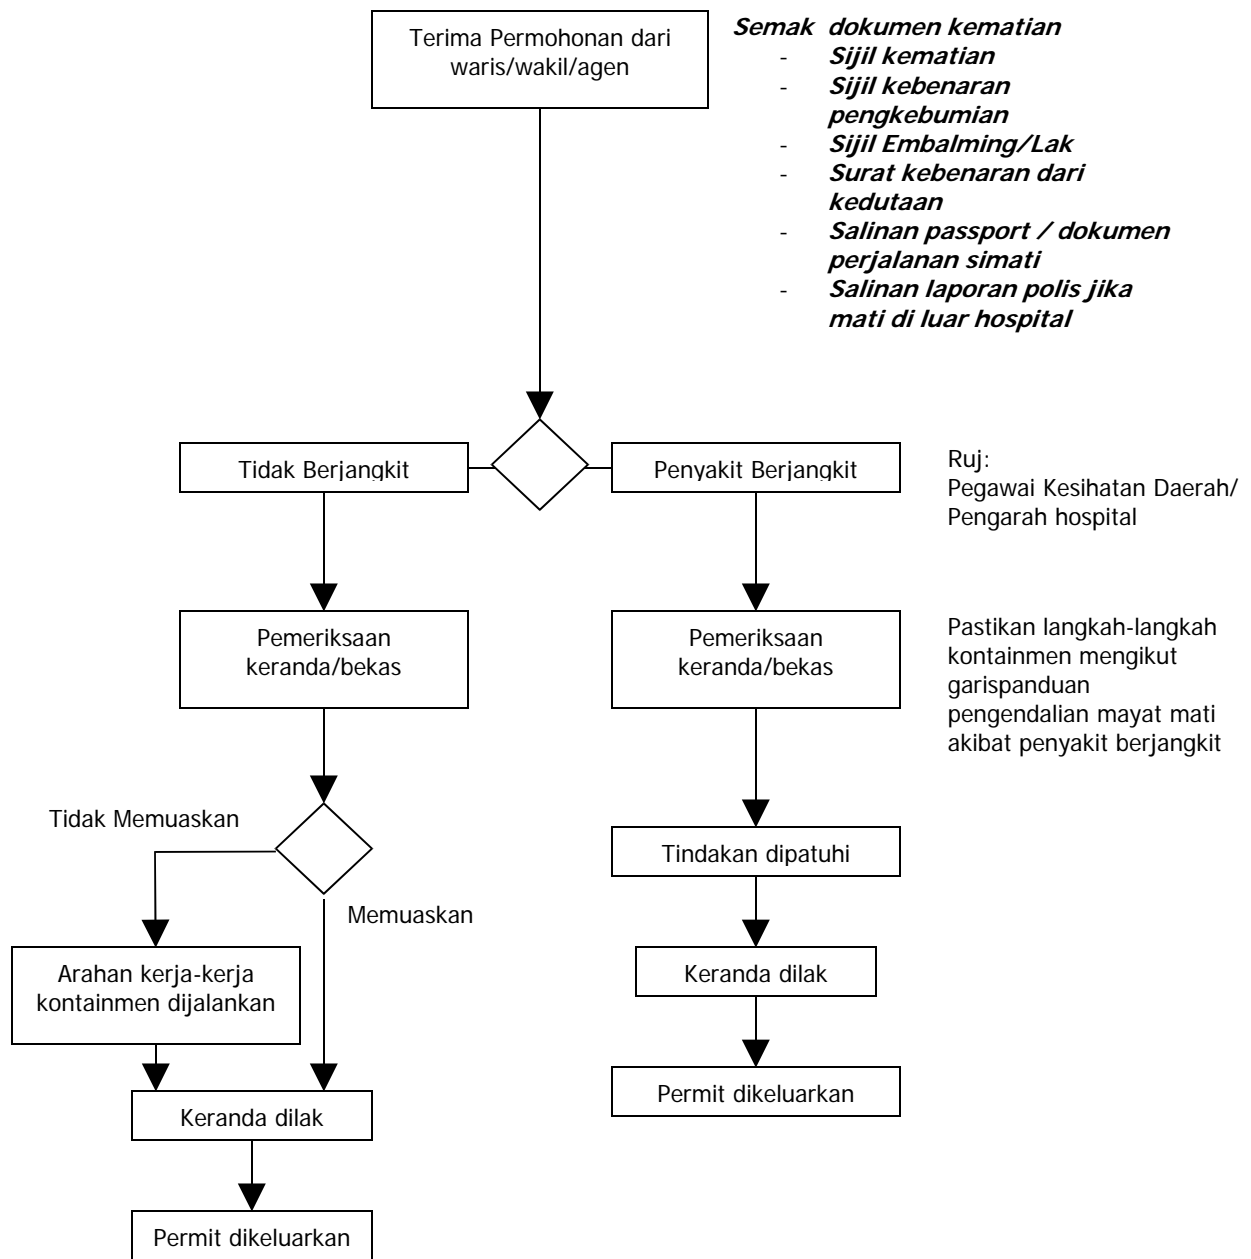 Terima Permohonan dari
waris/wakil/agen
Semak dokumen kematian
- Sijil kematian
- Sijil kebenaran
pengkebumian
- Sijil Embalming/Lak
- Surat kebenaran dari
kedutaan
- Salinan passport / dokumen
perjalanan simati
- Salinan laporan polis jika
mati di luar hospital
Tidak Berjangkit
Penyakit Berjangkit
Ruj:
Pegawai Kesihatan Daerah/
Pengarah hospital
Pemeriksaan
keranda/bekas
Pemeriksaan
keranda/bekas
Pastikan langkah-langkah
kontainmen mengikut
garispanduan
pengendalian mayat mati
akibat penyakit berjangkit
Tidak Memuaskan
Memuaskan
Tindakan dipatuhi
Arahan kerja-kerja
kontainmen dijalankan
Keranda dilak
Permit dikeluarkan
Keranda dilak
Permit dikeluarkan